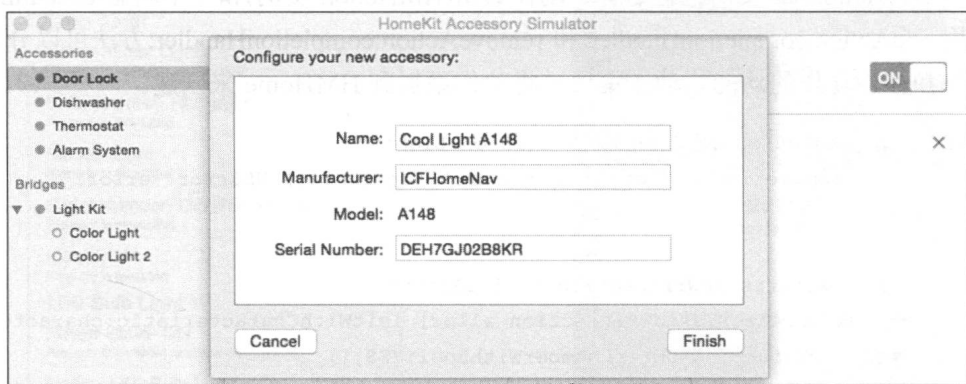 HomeKit Accessory Simulator
Accessories
Door Lock
Dishwasher
Thermostat
Alarm System
Bridges
Light Kit
Color Light
Color Light 2
Configure your new accessory:
Name: Cool Light A148
Manufacturer: ICFHomeNav
Model: A148
Serial Number: DEH7GJ02B8KR
Cancel
Finish
ON